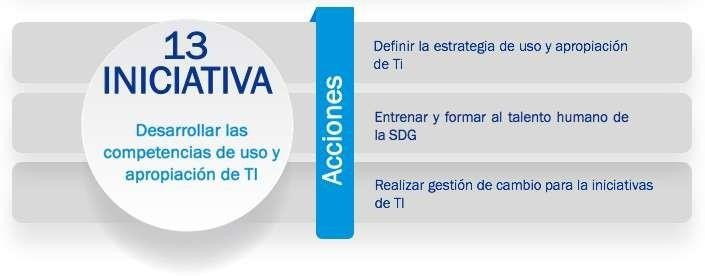 13
INICIATIVA
Desarrollar las
competencias de uso y
apropiación de TI
Acciones
Definir la estrategia de uso y apropiación
de Ti
Entrenar y formar al talento humano de
la SDG
Realizar gestión de cambio para la iniciativas
de TI